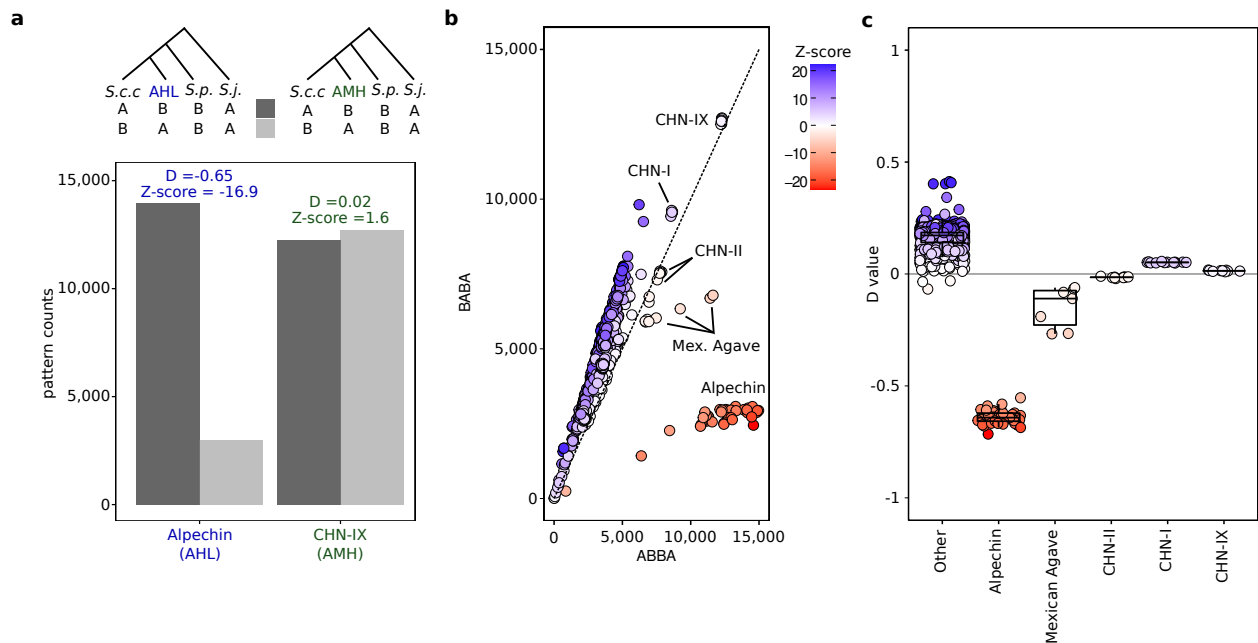 a
S.c.c AHL S.p. S.j.
A B B A
B A B A
S.c.c AMH S.p. S.j.
A B B A
B A B A
pattern counts
15,000
10,000
5,000
0
D =-0.65
Z-score = -16.9
D =0.02
Z-score =1.6
Alpechin
(AHL)
CHN-IX
(AMH)
b
BABA
15,000
10,000
5,000
0
CHN-IX
CHN-I
CHN-II
Mex. Agave
Alpechin
0 5,000 10,000 15,000
ABBA
Z-score
20
10
0
−10
−20
c
D value
1
0.5
0
-0.5
-1
Other
Alpechin
Mexican Agave
CHN-II
CHN-I
CHN-IX